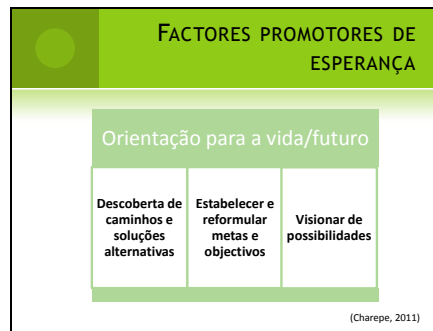 FACTORES PROMOTORES DE
ESPERANÇA
Orientação para a vida/futuro
Descoberta de
caminhos e
soluções
alternativas
Estabelecer e
reformular
metas e
objectivos
Visionar de
possibilidades
(Charepe, 2011)